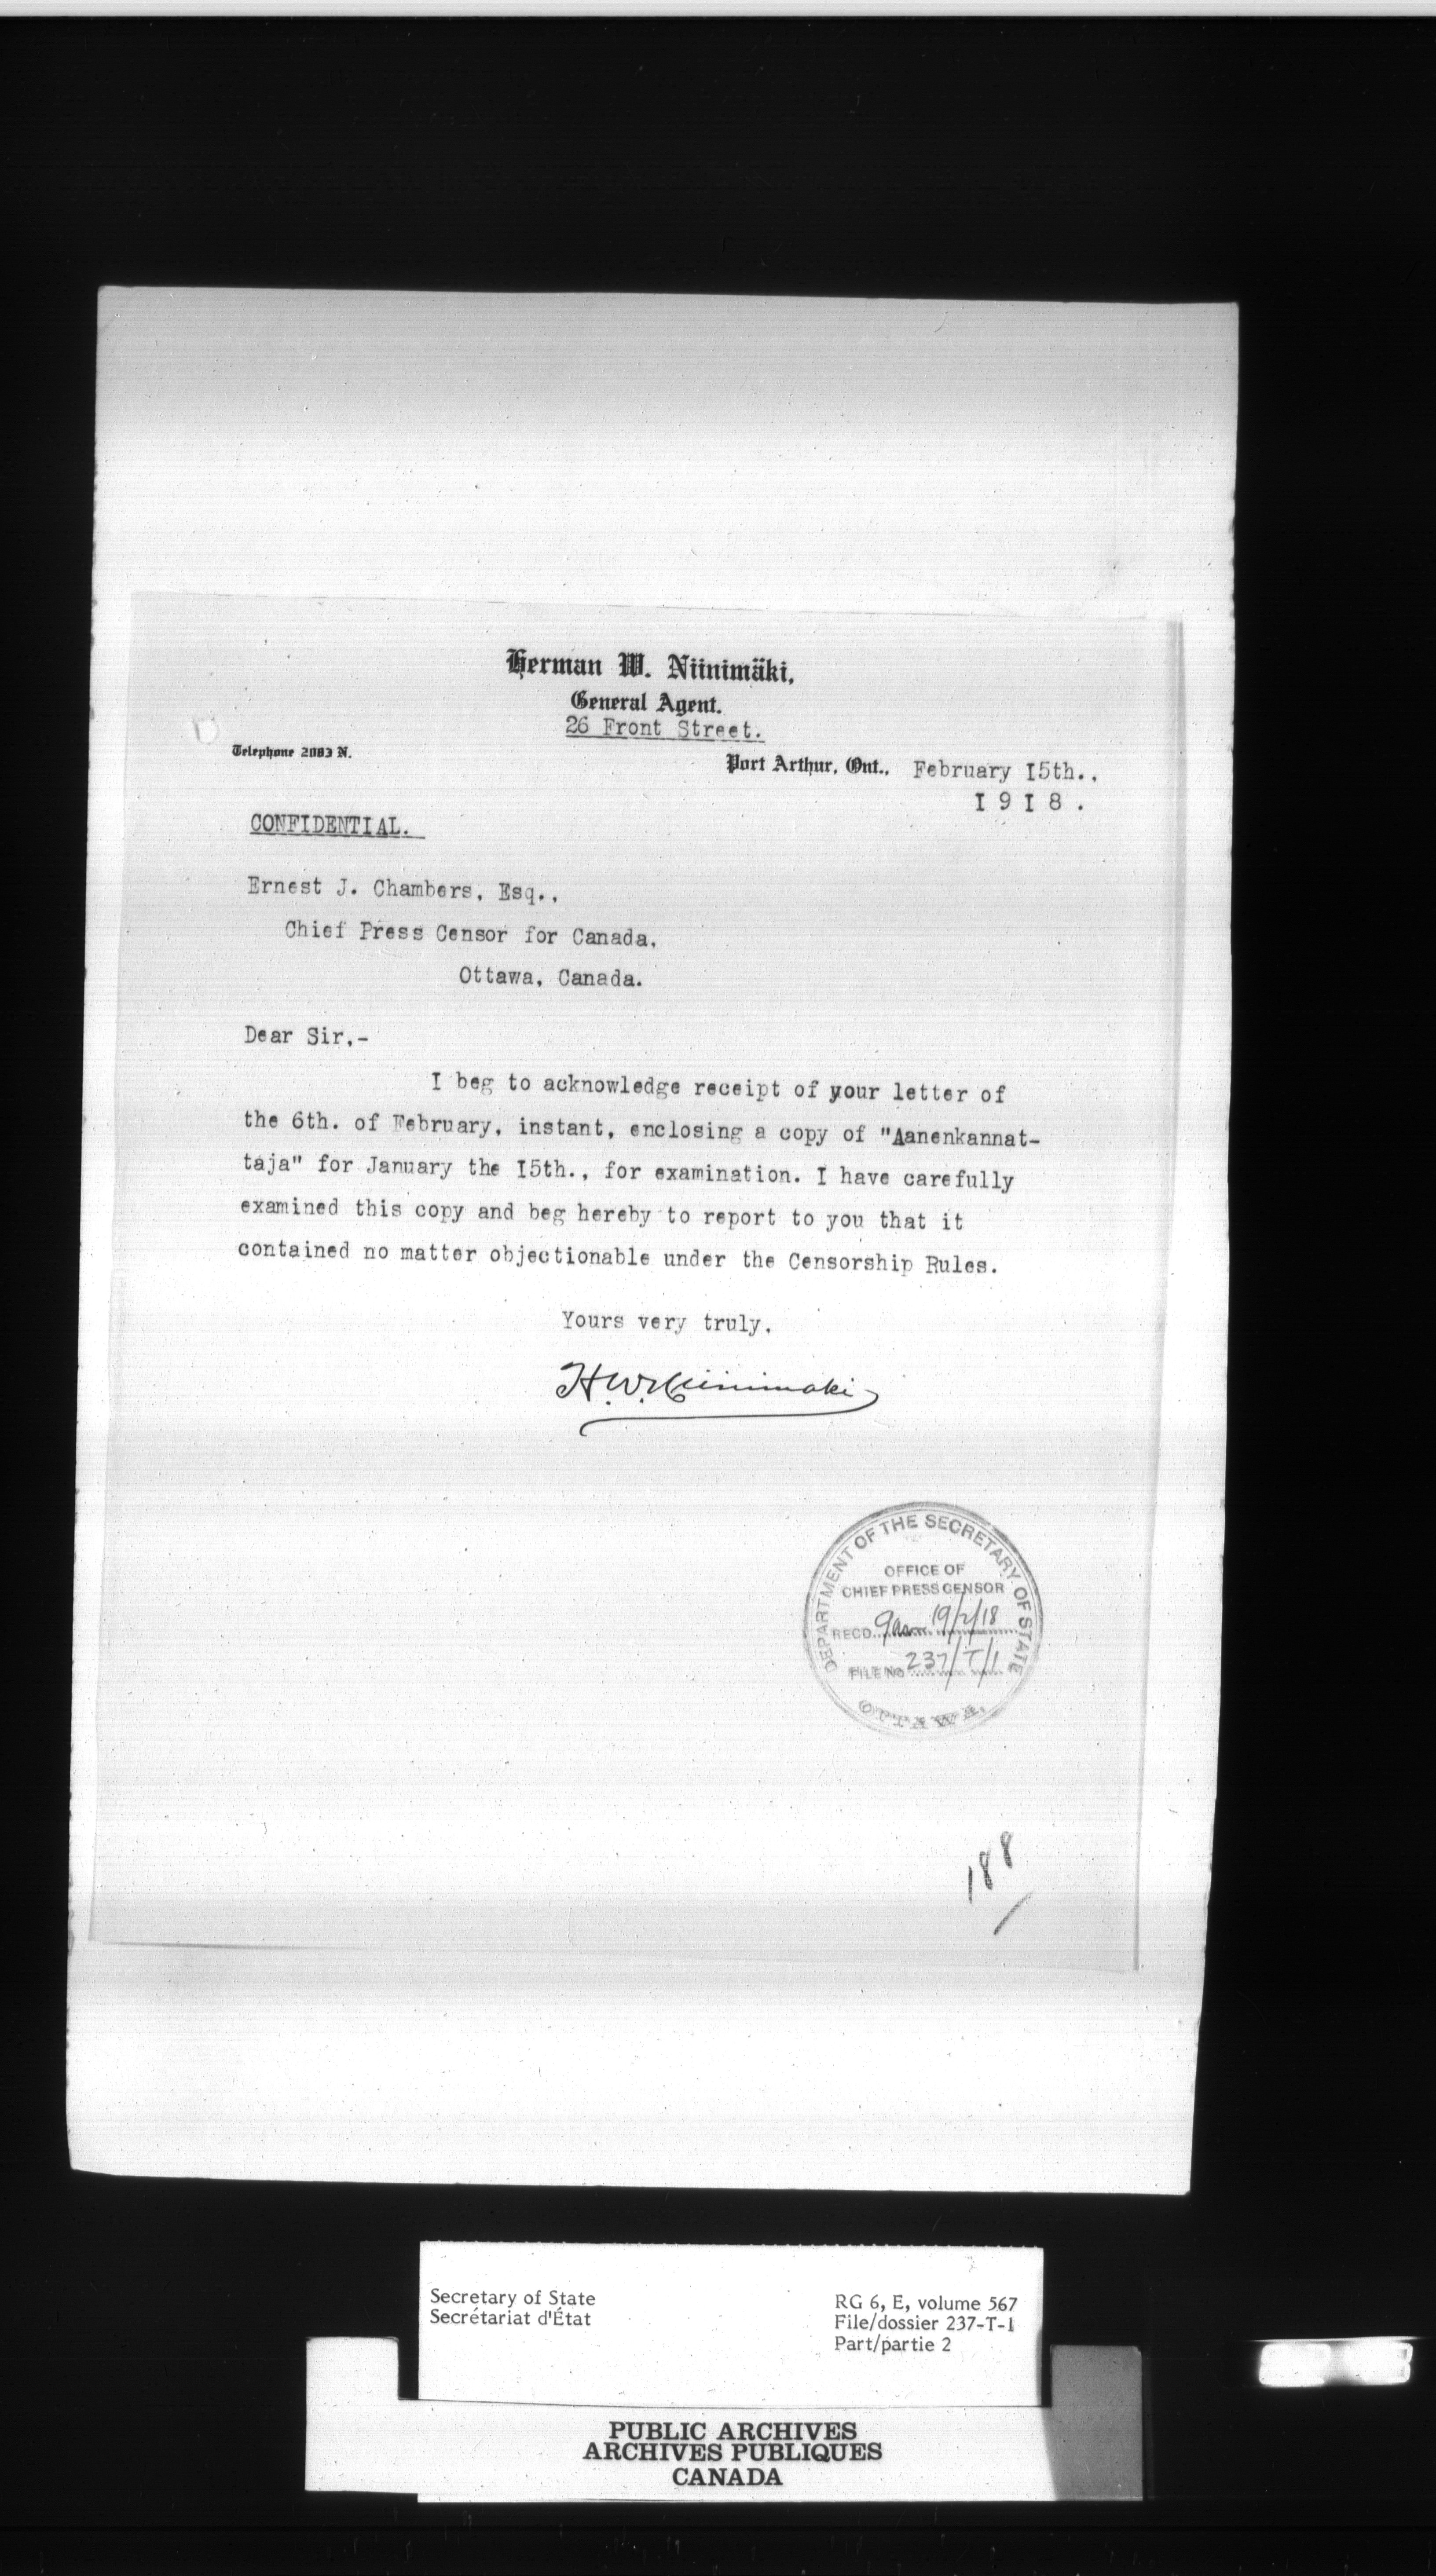 Herman W. Niinimäki,
General Agent.
26 Front Street.
Telephone 2083 N.
Port Arthur, Ont., February I5th.,
I 9 I 8 .
CONFIDENTIAL.
Ernest J. Chambers, Esq.,
Chief Press Censor for Canada,
Ottawa, Canada.
Dear Sir,-
I beg to acknowledge receipt of your letter of
the 6th. of February, instant, enclosing a copy of "Aanenkannat-
taja" for January the I5th., for examination. I have carefully
examined this copy and beg hereby to report to you that it
contained no matter objectionable under the Censorship Rules.
Yours very truly,
H.W.Niinimaki
DEPARTMENT OF THE SECRETARY OF STATE
OFFICE OF
CHIEF PRESS CENSOR
RECD. 9am 19/2/18
FILE NO 237/T/1
OTTAWA.
188
Secretary of State
Secrétariat d'État
RG 6, E, volume 567
File/dossier 237-T-1
Part/partie 2
PUBLIC ARCHIVES
ARCHIVES PUBLIQUES
CANADA